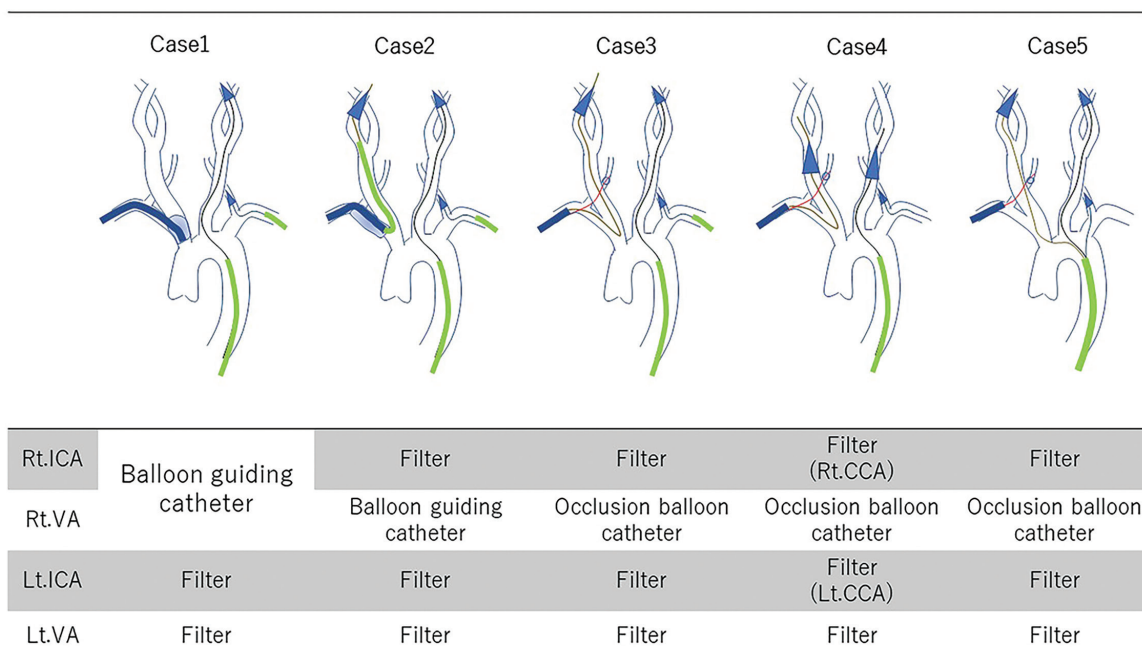 Case1 Case2 Case3 Case4 Case5
Rt.ICA Balloon guiding catheter Filter Filter Filter (Rt.CCA) Filter
Rt.VA Balloon guiding catheter Occlusion balloon catheter Occlusion balloon catheter Occlusion balloon catheter
Lt.ICA Filter Filter Filter Filter (Lt.CCA) Filter
Lt.VA Filter Filter Filter Filter Filter